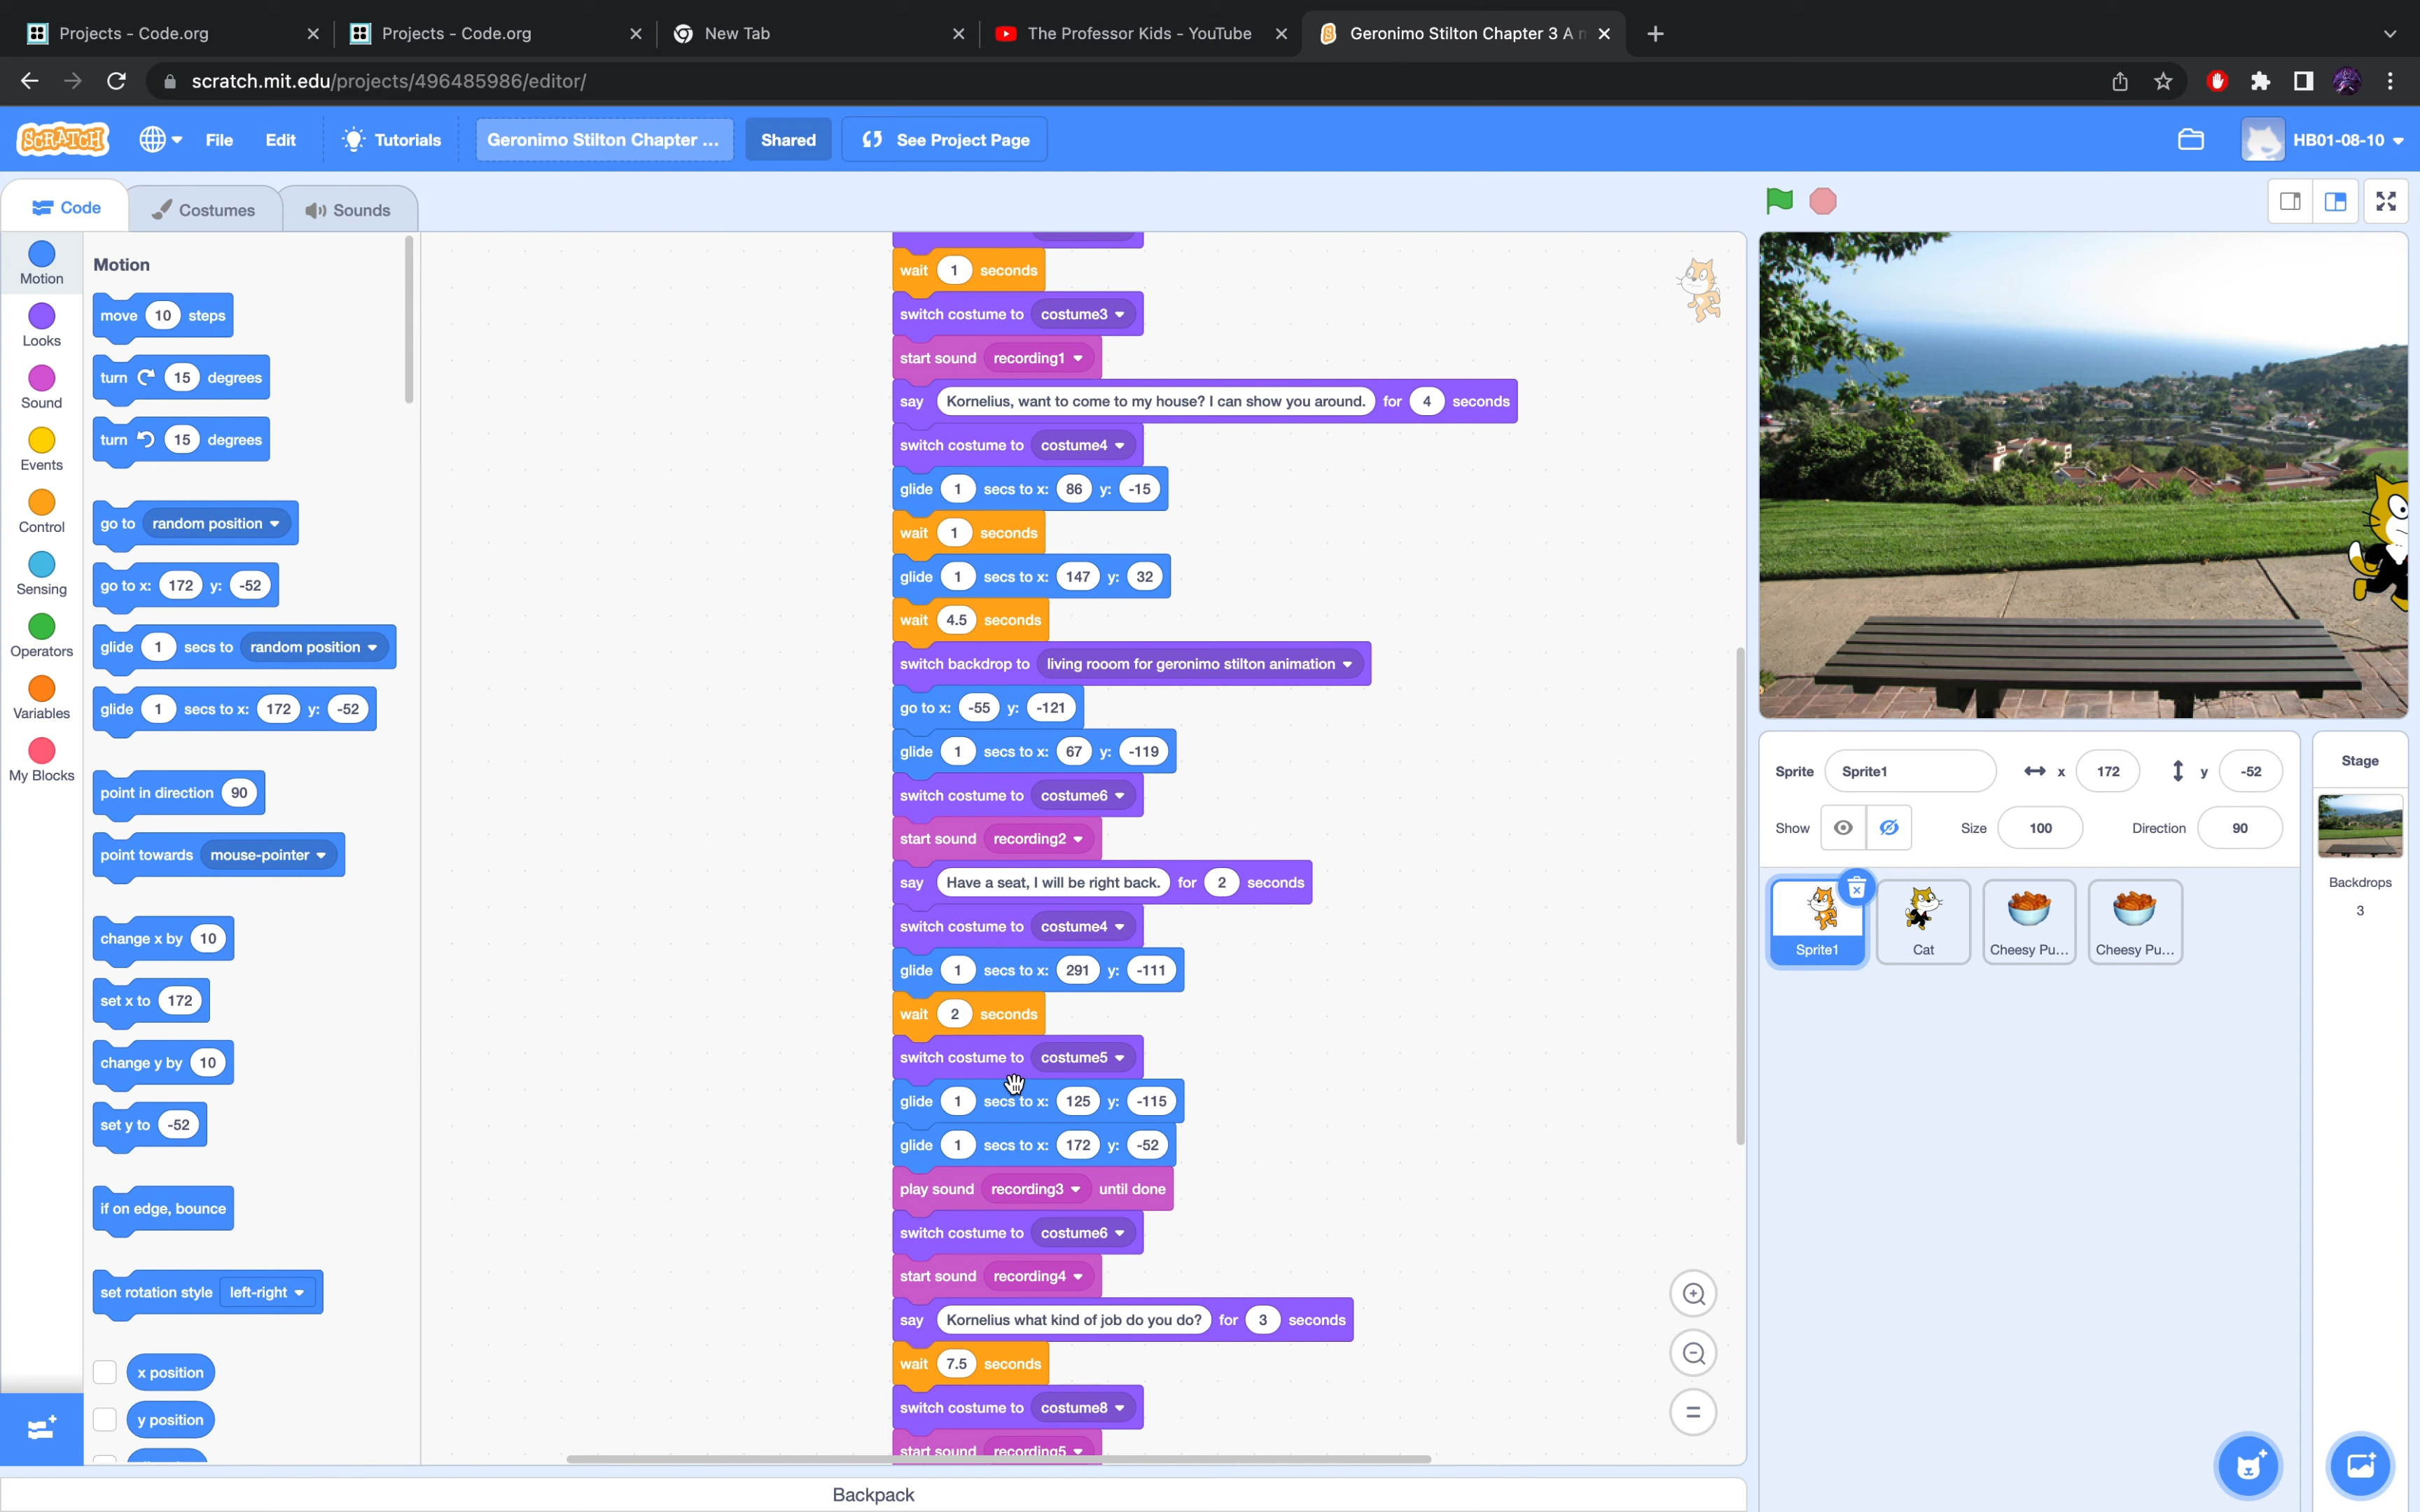 Projects - Code.org
Projects - Code.org
New Tab
The Professor Kids - YouTube
Geronimo Stilton Chapter 3 A
scratch.mit.edu/projects/496485986/editor/
SCRATCH
File
Edit
Tutorials
Geronimo Stilton Chapter ...
Shared
See Project Page
HB01-08-10
Code
Costumes
Sounds
Motion
Looks
Sound
Events
Control
Sensing
Operators
Variables
My Blocks
Motion
move 10 steps
turn 15 degrees
turn 15 degrees
go to random position
go to x: 172 y: -52
glide 1 secs to random position
glide 1 secs to x: 172 y: -52
point in direction 90
point towards mouse-pointer
change x by 10
set x to 172
change y by 10
set y to -52
if on edge, bounce
set rotation style left-right
x position
y position
wait 1 seconds
switch costume to costume3
start sound recording1
say Kornelius, want to come to my house? I can show you around. for 4 seconds
switch costume to costume4
glide 1 secs to x: 86 y: -15
wait 1 seconds
glide 1 secs to x: 147 y: 32
wait 4.5 seconds
switch backdrop to living rooom for geronimo stilton animation
go to x: -55 y: -121
glide 1 secs to x: 67 y: -119
switch costume to costume6
start sound recording2
say Have a seat, I will be right back. for 2 seconds
switch costume to costume4
glide 1 secs to x: 291 y: -111
wait 2 seconds
switch costume to costume5
glide 1 secs to x: 125 y: -115
glide 1 secs to x: 172 y: -52
play sound recording3 until done
switch costume to costume6
start sound recording4
say Kornelius what kind of job do you do? for 3 seconds
wait 7.5 seconds
switch costume to costume8
start sound recording5
Backpack
Sprite Sprite1 x 172 y -52
Show Size 100 Direction 90
Sprite1
Cat
Cheesy Pu...
Cheesy Pu...
Stage
Backdrops
3